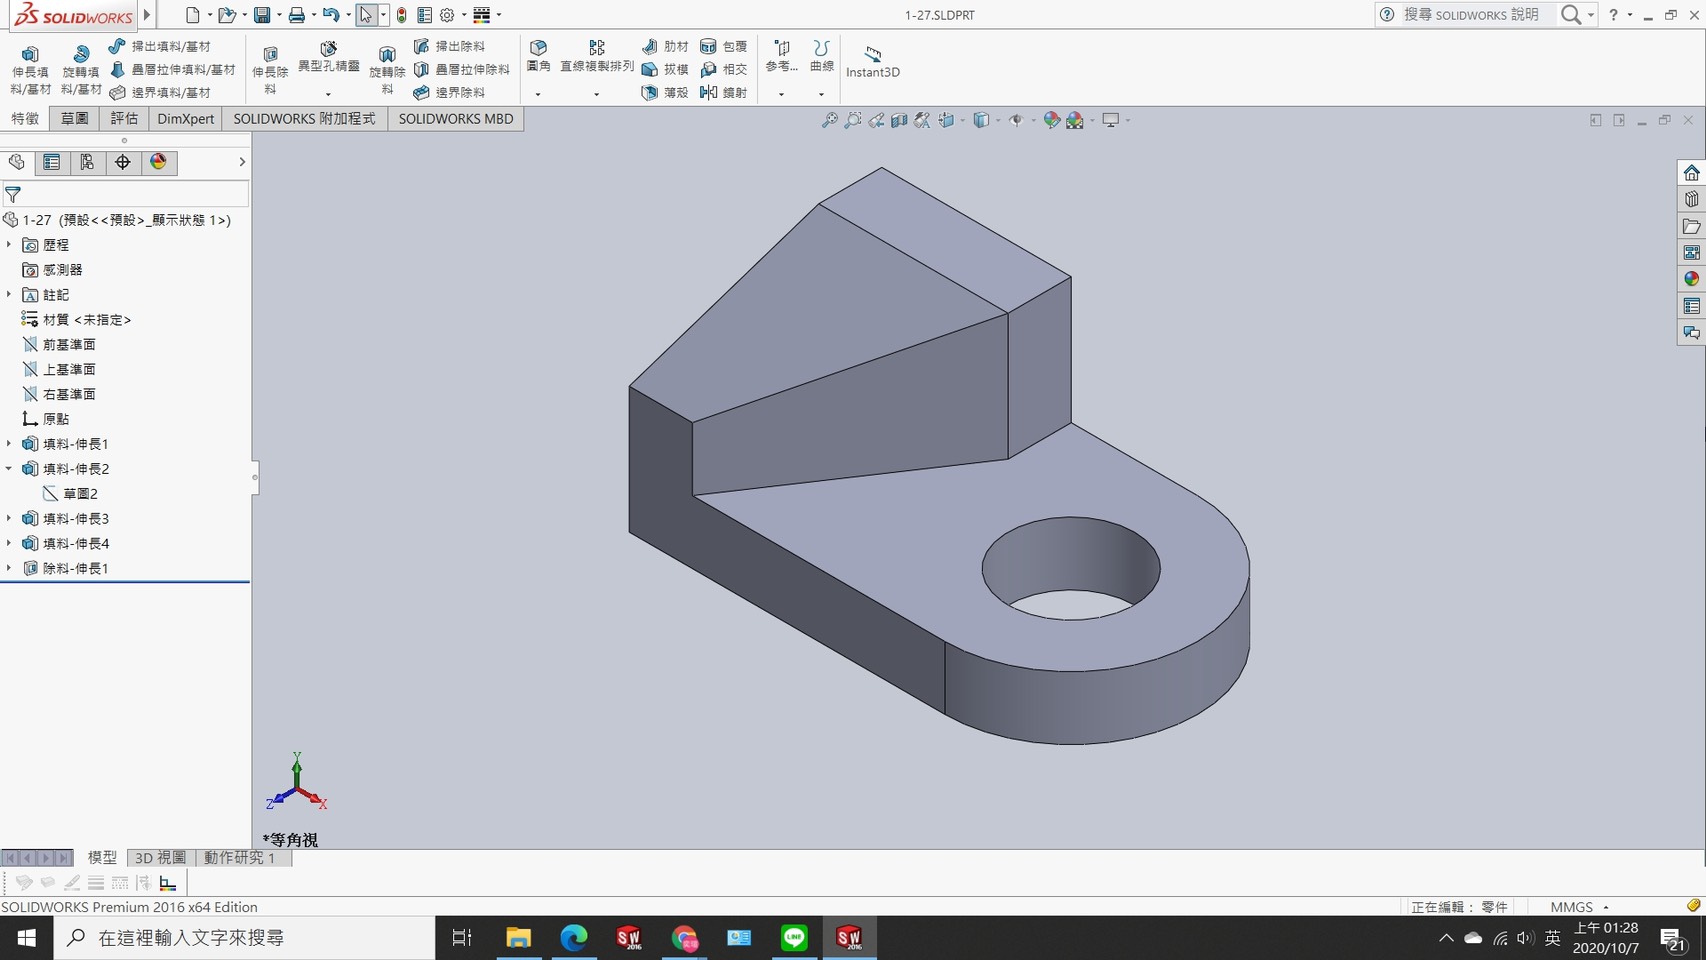 SOLIDWORKS
1-27.SLDPRT
搜尋 SOLIDWORKS 說明
伸長填料/基材
旋轉填料/基材
掃出填料/基材
疊層拉伸填料/基材
邊界填料/基材
伸長除料
異型孔精靈
旋轉除料
掃出除料
疊層拉伸除料
邊界除料
圓角
直線複製排列
肋材
拔模
薄殼
包覆
相交
鏡射
參考...
曲線
Instant3D
特徵
草圖
評估
DimXpert
SOLIDWORKS 附加程式
SOLIDWORKS MBD
1-27 (預設<<預設>_顯示狀態 1>)
歷程
感測器
註記
材質 <未指定>
前基準面
上基準面
右基準面
原點
填料-伸長1
填料-伸長2
草圖2
填料-伸長3
填料-伸長4
除料-伸長1
Y
Z
X
*等角視
模型
3D 視圖
動作研究 1
SOLIDWORKS Premium 2016 x64 Edition
正在編輯： 零件
MMGS
在這裡輸入文字來搜尋
SW 2016
LINE
SW 2016
英
上午 01:28
2020/10/7
21